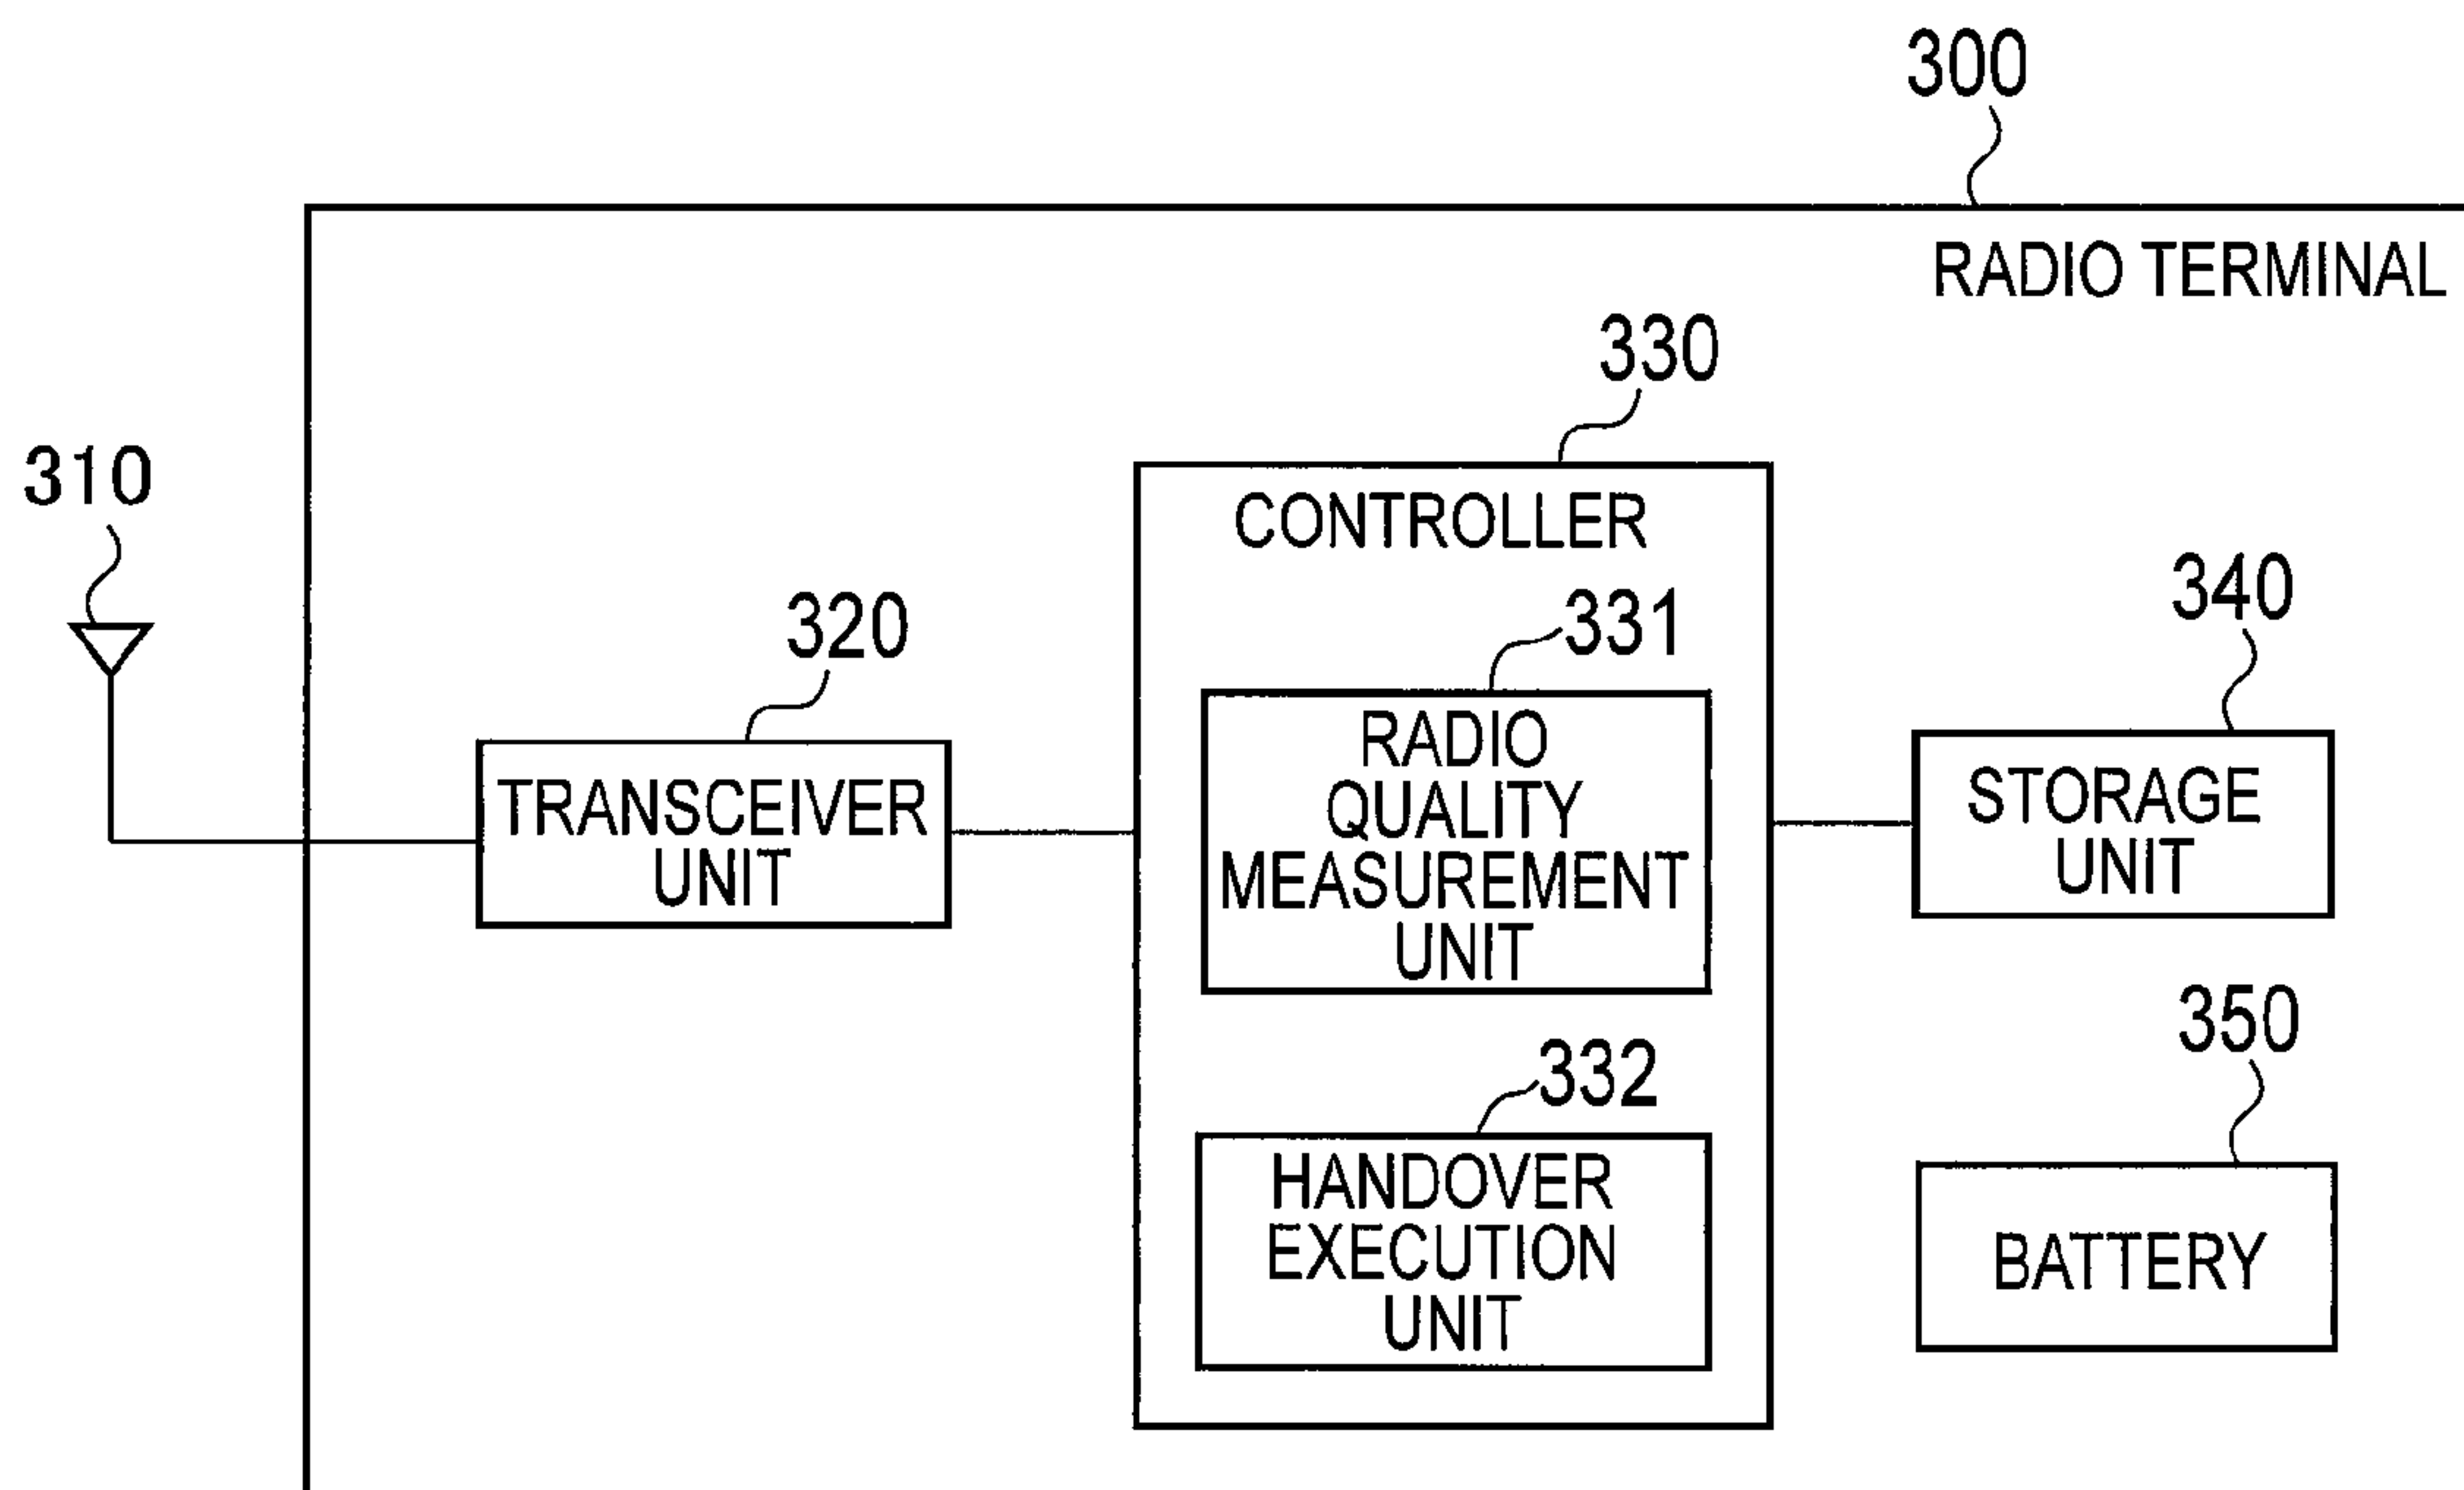 300
RADIO TERMINAL
330
310
CONTROLLER
320
331
340
RADIO
QUALITY
MEASUREMENT
UNIT
TRANSCEIVER
UNIT
STORAGE
UNIT
332
350
HANDOVER
EXECUTION
UNIT
BATTERY